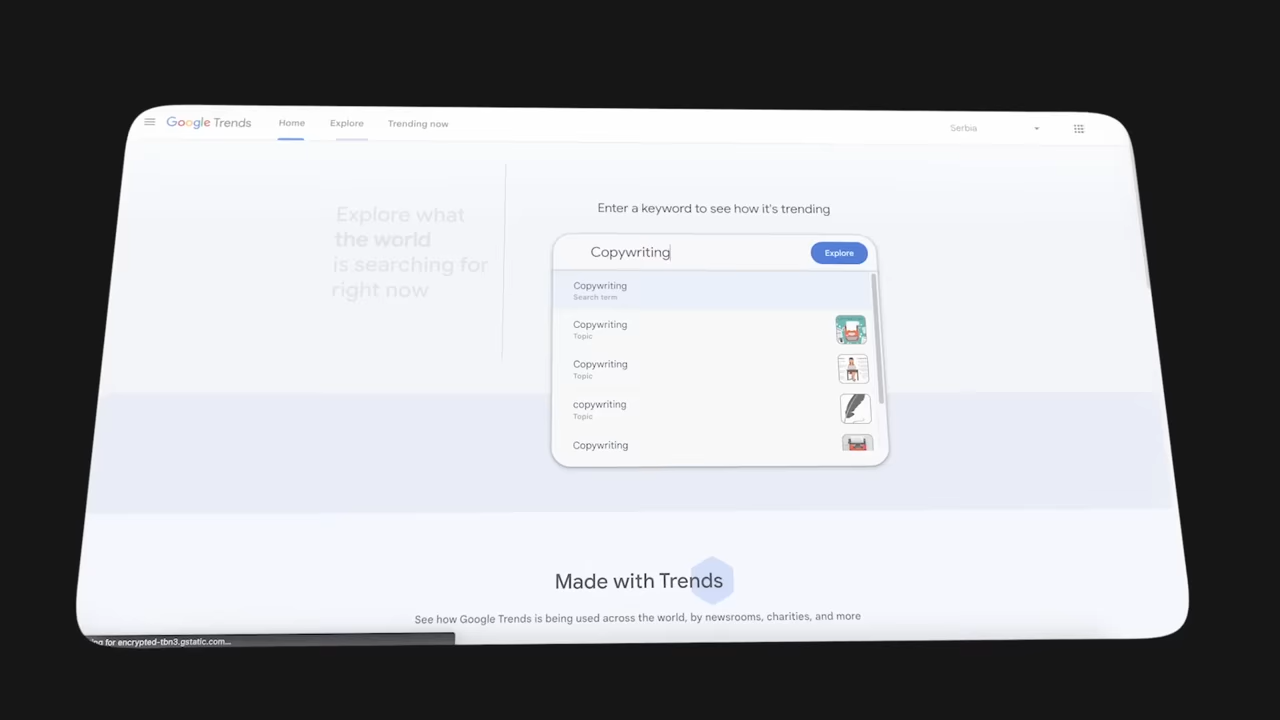 Google Trends
Home
Explore
Trending now
Serbia
Explore what
the world
is searching for
right now
Enter a keyword to see how it's trending
Copywriting
Explore
Copywriting
Search term
Copywriting
Topic
Copywriting
Topic
copywriting
Topic
Copywriting
Made with Trends
See how Google Trends is being used across the world, by newsrooms, charities, and more
for encrypted-tbn3.gstatic.com...